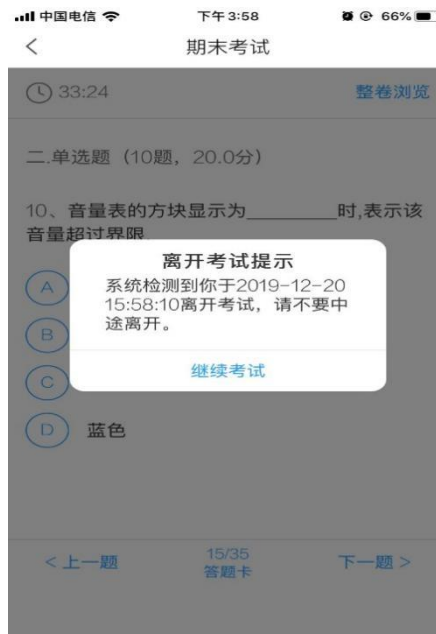 中国电信 下午3:58 66%
期末考试
33:24 整卷浏览
二.单选题（10题，20.0分）
10、音量表的方块显示为________时,表示该
音量超过界限.
离开考试提示
系统检测到你于2019-12-20
15:58:10离开考试，请不要中
途离开。
继续考试
A
B
C
D 蓝色
<上一题 15/35 下一题>
答题卡